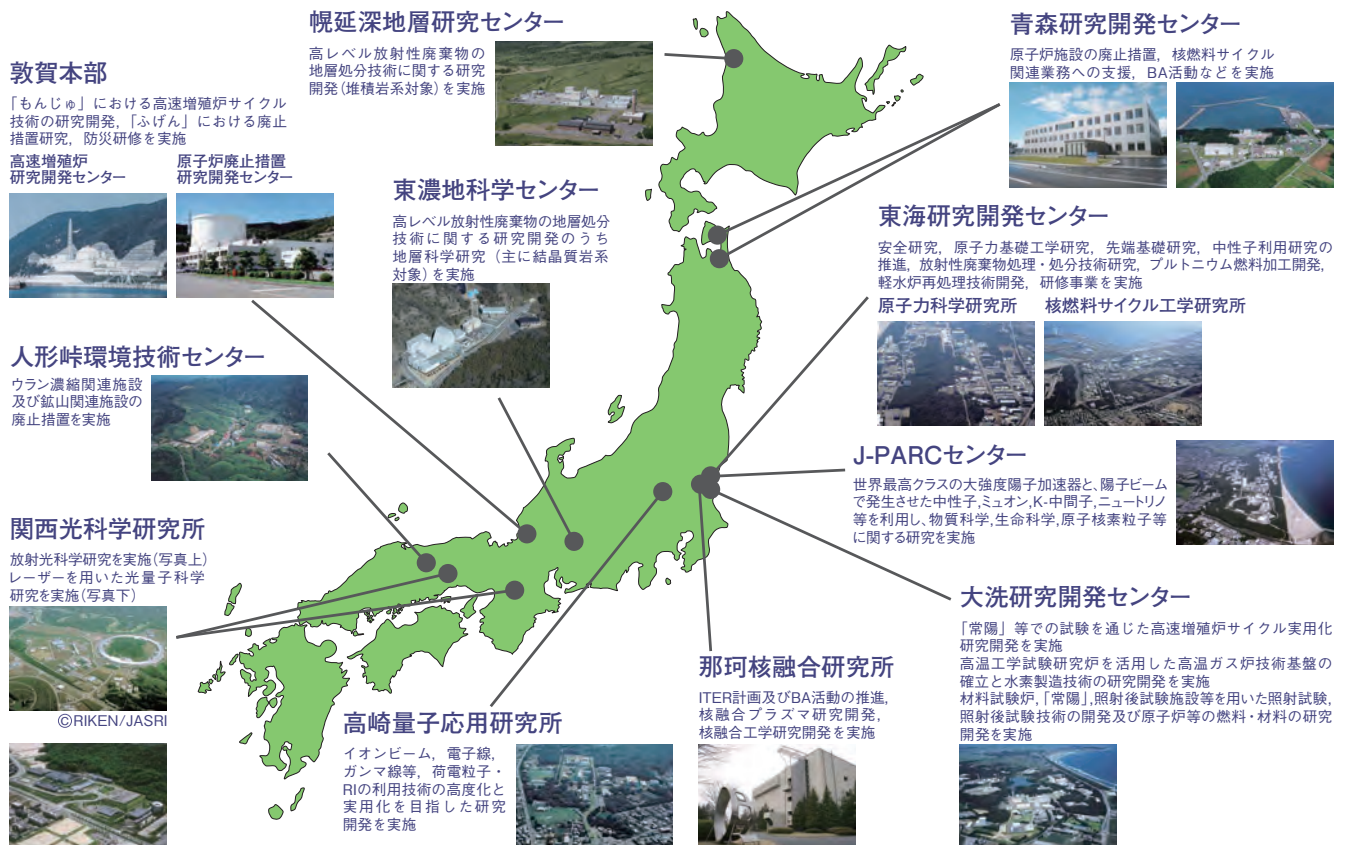 幌延深地層研究センター
高レベル放射性廃棄物の
地層処分技術に関する研究
開発(堆積岩系対象)を実施
青森研究開発センター
原子炉施設の廃止措置，核燃料サイクル
関連業務への支援，BA活動などを実施
敦賀本部
「もんじゅ」における高速増殖炉サイクル
技術の研究開発，「ふげん」における廃止
措置研究，防災研修を実施
高速増殖炉
研究開発センター
原子炉廃止措置
研究開発センター
東濃地科学センター
高レベル放射性廃棄物の地層処分
技術に関する研究開発のうち
地層科学研究（主に結晶質岩系
対象）を実施
東海研究開発センター
安全研究，原子力基礎工学研究，先端基礎研究，中性子利用研究の
推進，放射性廃棄物処理・処分技術研究，プルトニウム燃料加工開発，
軽水炉再処理技術開発，研修事業を実施
原子力科学研究所
核燃料サイクル工学研究所
人形峠環境技術センター
ウラン濃縮関連施設
及び鉱山関連施設の
廃止措置を実施
J-PARCセンター
世界最高クラスの大強度陽子加速器と、陽子ビーム
で発生させた中性子,ミュオン,K-中間子,ニュートリノ
等を利用し、物質科学,生命科学,原子核素粒子等
に関する研究を実施
関西光科学研究所
放射光科学研究を実施(写真上)
レーザーを用いた光量子科学
研究を実施(写真下)
©RIKEN/JASRI
大洗研究開発センター
「常陽」等での試験を通じた高速増殖炉サイクル実用化
研究開発を実施
高温工学試験研究炉を活用した高温ガス炉技術基盤の
確立と水素製造技術の研究開発を実施
材料試験炉，「常陽」，照射後試験施設等を用いた照射試験，
照射後試験技術の開発及び原子炉等の燃料・材料の研究
開発を実施
那珂核融合研究所
ITER計画及びBA活動の推進，
核融合プラズマ研究開発，
核融合工学研究開発を実施
高崎量子応用研究所
イオンビーム，電子線，
ガンマ線等，荷電粒子・
RIの利用技術の高度化と
実用化を目指した研究
開発を実施